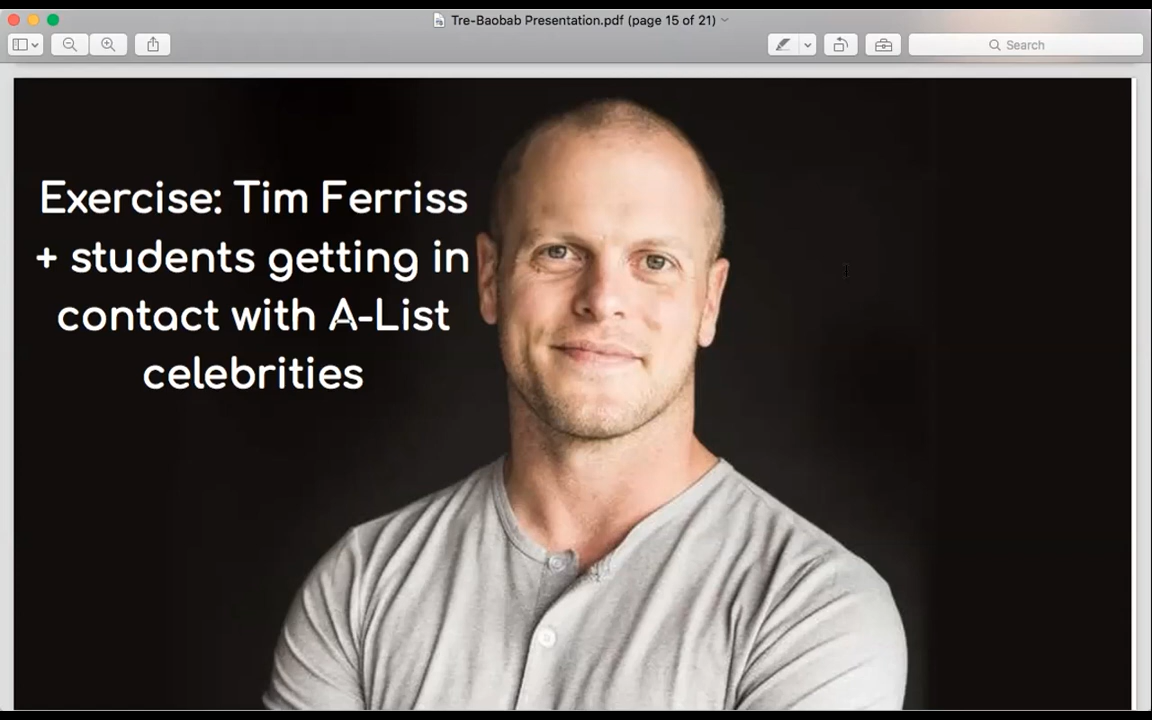 Tre-Baobab Presentation.pdf (page 15 of 21)
Search
Exercise: Tim Ferriss
+ students getting in
contact with A-List
celebrities